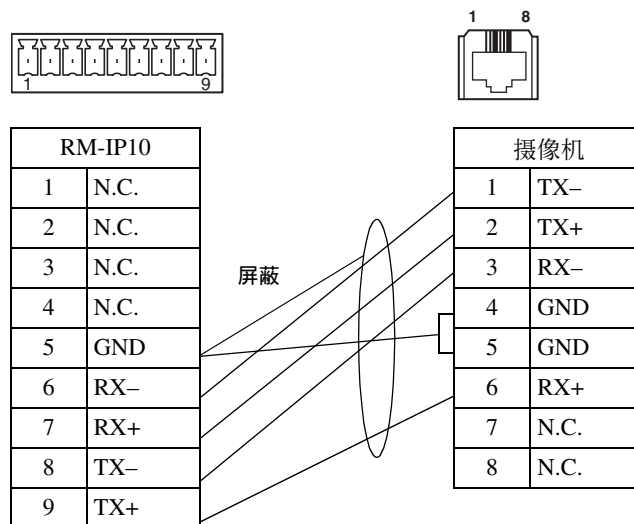 1 8
1 9
RM-IP10
1 N.C.
2 N.C.
3 N.C.
4 N.C.
5 GND
6 RX–
7 RX+
8 TX–
9 TX+
屏蔽
摄像机
1 TX–
2 TX+
3 RX–
4 GND
5 GND
6 RX+
7 N.C.
8 N.C.